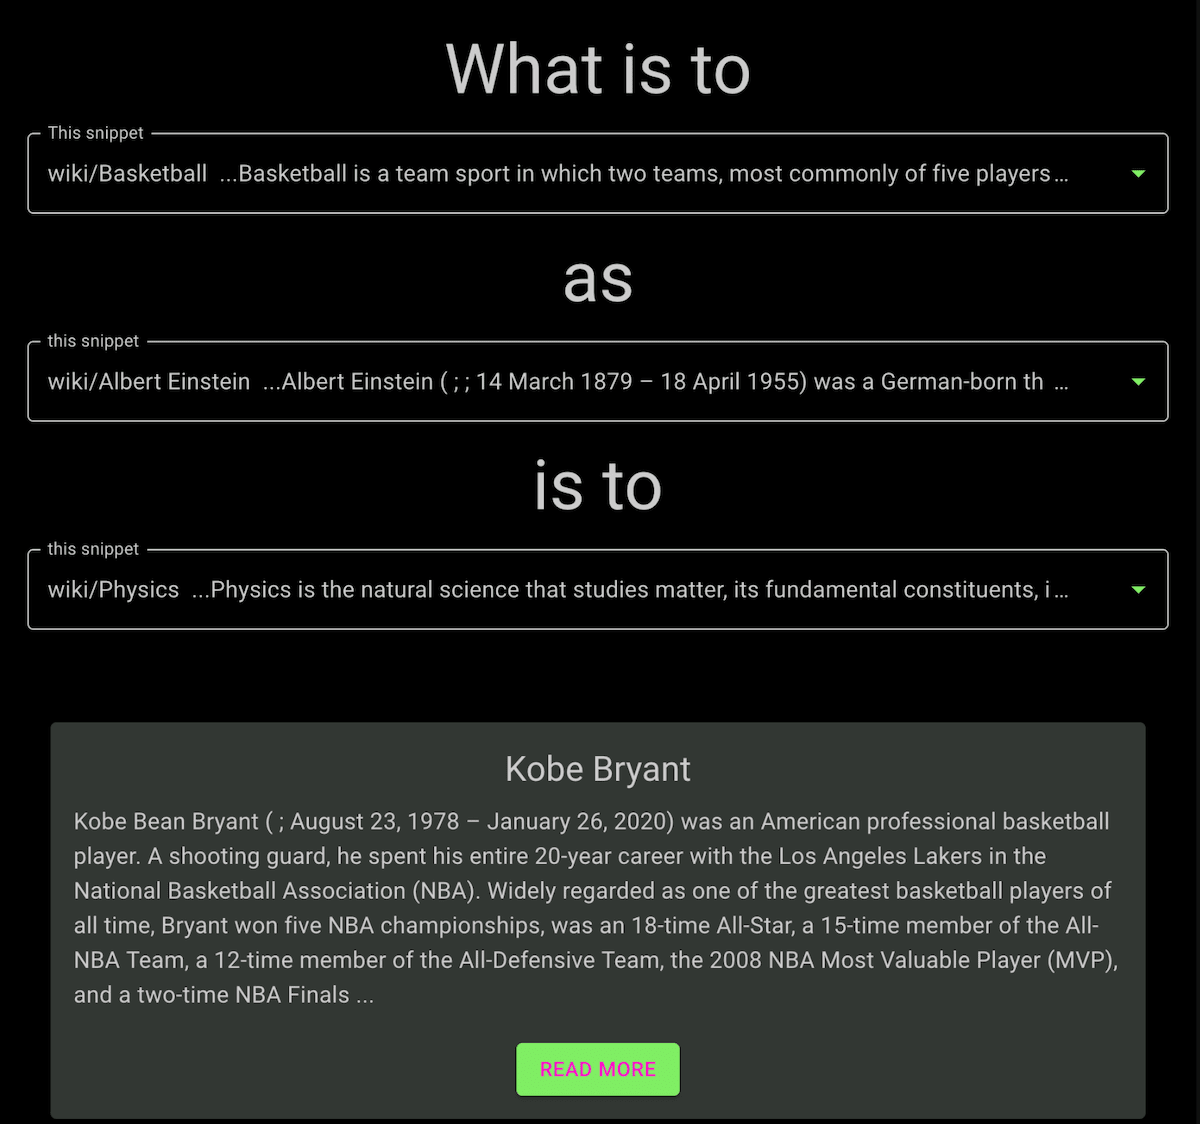 What is to
This snippet
wiki/Basketball ...Basketball is a team sport in which two teams, most commonly of five players ...
as
this snippet
wiki/Albert Einstein ...Albert Einstein ( ; ; 14 March 1879 – 18 April 1955) was a German-born th ...
is to
this snippet
wiki/Physics ...Physics is the natural science that studies matter, its fundamental constituents, i ...
Kobe Bryant
Kobe Bean Bryant ( ; August 23, 1978 – January 26, 2020) was an American professional basketball
player. A shooting guard, he spent his entire 20-year career with the Los Angeles Lakers in the
National Basketball Association (NBA). Widely regarded as one of the greatest basketball players of
all time, Bryant won five NBA championships, was an 18-time All-Star, a 15-time member of the All-
NBA Team, a 12-time member of the All-Defensive Team, the 2008 NBA Most Valuable Player (MVP),
and a two-time NBA Finals ...
READ MORE